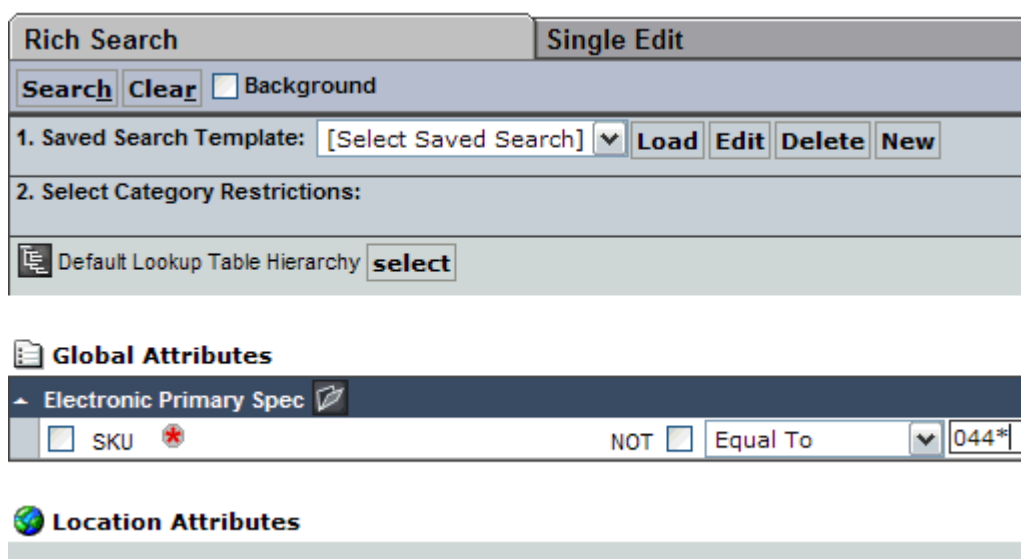 Rich Search Single Edit
Search Clear Background
1. Saved Search Template: [Select Saved Search] Load Edit Delete New
2. Select Category Restrictions:
Default Lookup Table Hierarchy select
Global Attributes
Electronic Primary Spec
SKU NOT Equal To 044*
Location Attributes